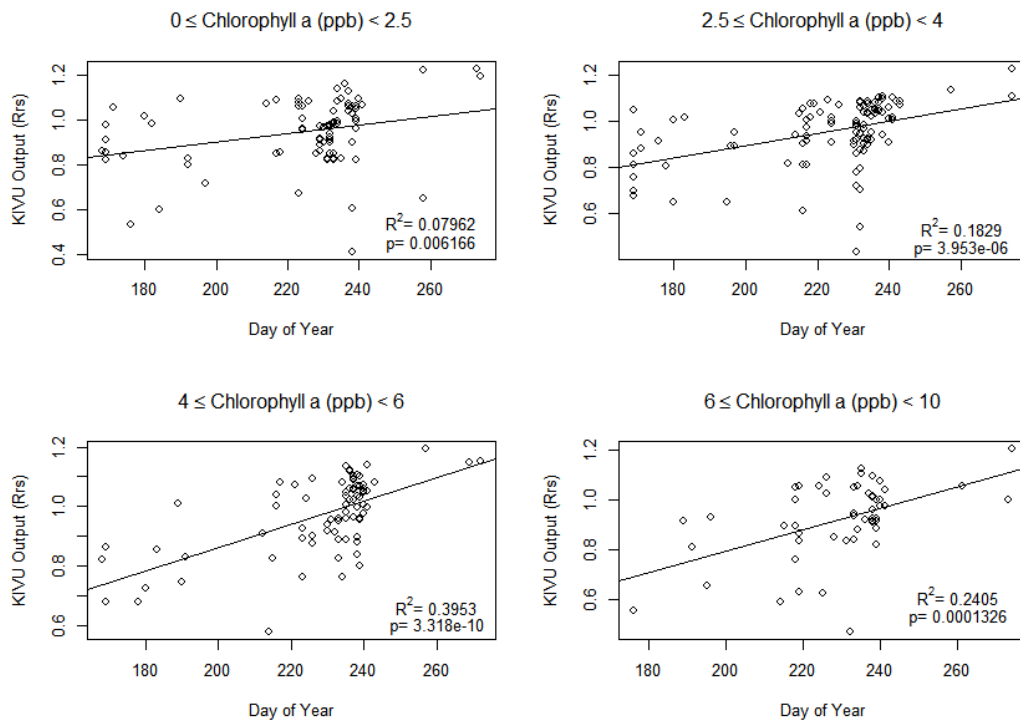 0 ≤ Chlorophyll a (ppb) < 2.5
KIVU Output (Rrs)
1.2
1.0
0.8
0.6
0.4
R²= 0.07962
p= 0.006166
180 200 220 240 260
Day of Year
2.5 ≤ Chlorophyll a (ppb) < 4
KIVU Output (Rrs)
1.2
1.0
0.8
0.6
R²= 0.1829
p= 3.953e-06
180 200 220 240 260
Day of Year
4 ≤ Chlorophyll a (ppb) < 6
KIVU Output (Rrs)
1.2
1.0
0.8
0.6
R²= 0.3953
p= 3.318e-10
180 200 220 240 260
Day of Year
6 ≤ Chlorophyll a (ppb) < 10
KIVU Output (Rrs)
1.2
1.0
0.8
0.6
R²= 0.2405
p= 0.0001326
180 200 220 240 260
Day of Year